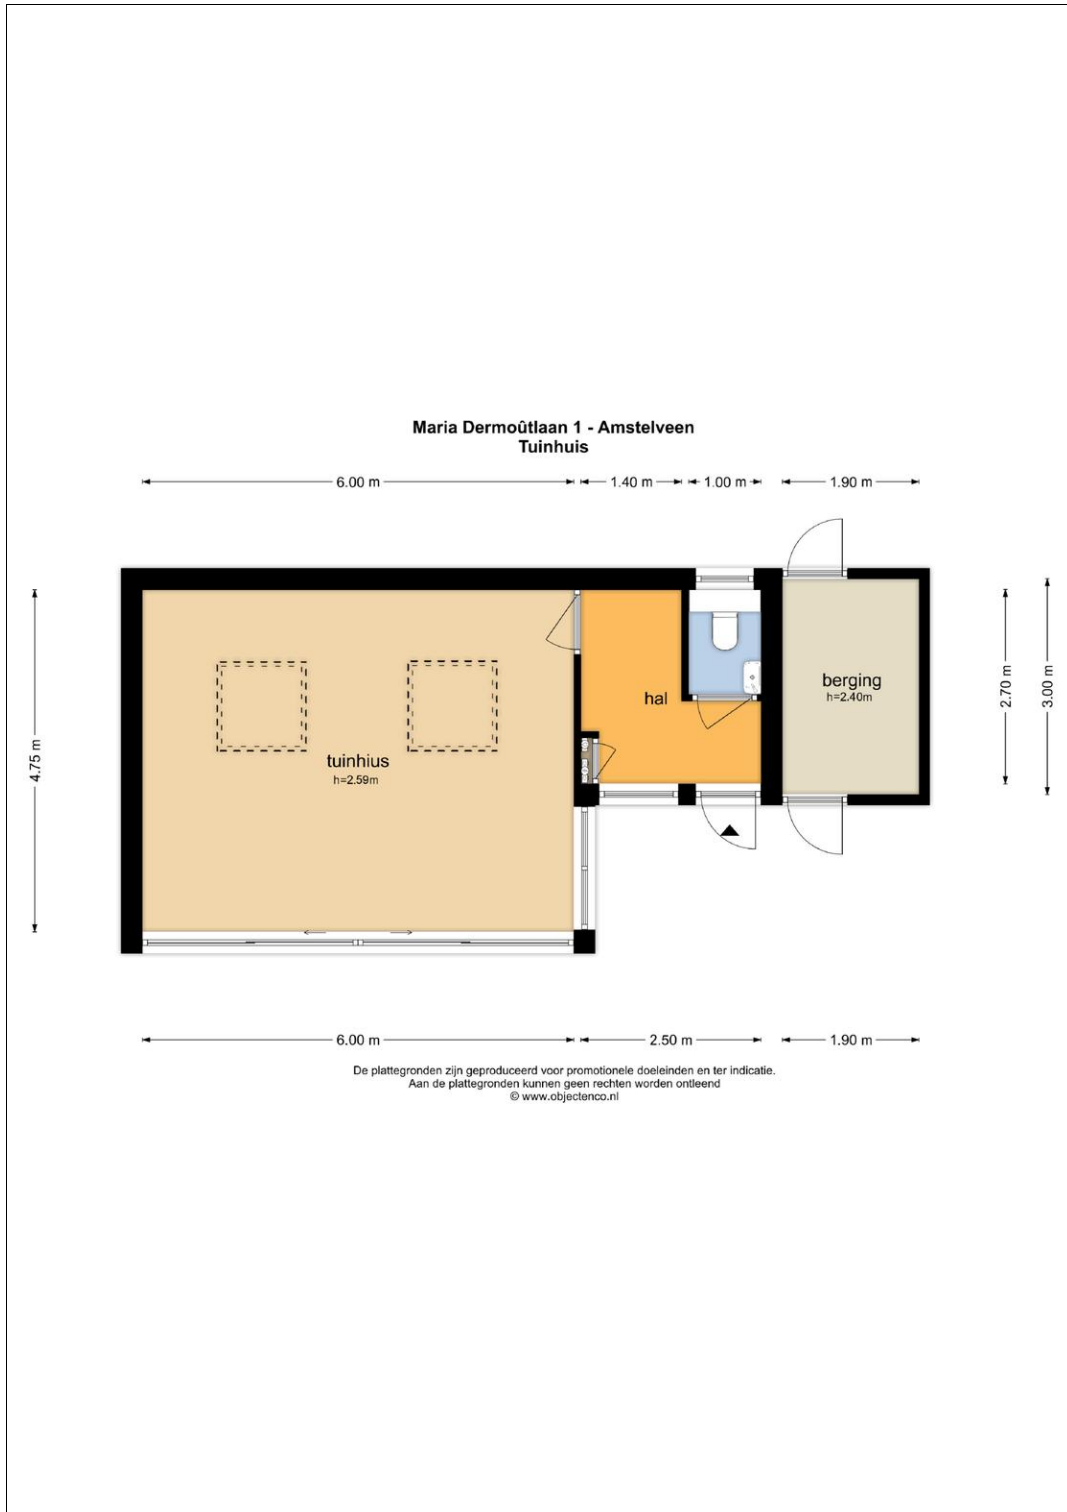 Maria Dermoûtlaan 1 - Amstelveen
Tuinhuis
6.00 m 1.40 m 1.00 m 1.90 m
4.75 m
tuinhius
h=2.59m
hal
berging
h=2.40m
2.70 m
3.00 m
6.00 m 2.50 m 1.90 m
De plattegronden zijn geproduceerd voor promotionele doeleinden en ter indicatie.
Aan de plattegronden kunnen geen rechten worden ontleend
© www.objectenco.nl